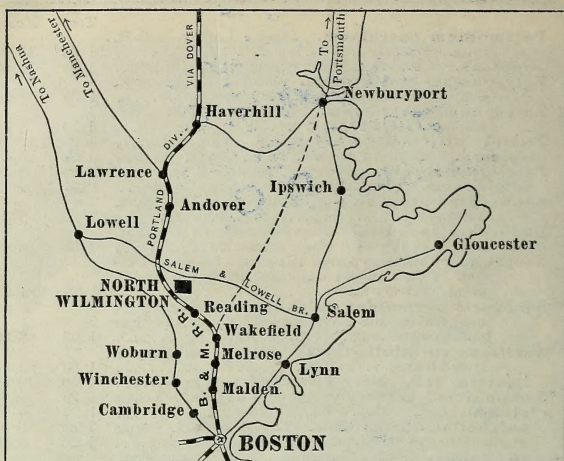 To Nashua
To Manchester
VIA DOVER
To
Portsmouth
Newburyport
Haverhill
DIV.
Lawrence
Ipswich
Andover
PORTLAND
Lowell
Gloucester
SALEM & LOWELL BR.
NORTH
WILMINGTON
Reading
Salem
R. R.
Wakefield
Woburn
B. & M.
Melrose
Lynn
Winchester
Malden
Cambridge
BOSTON